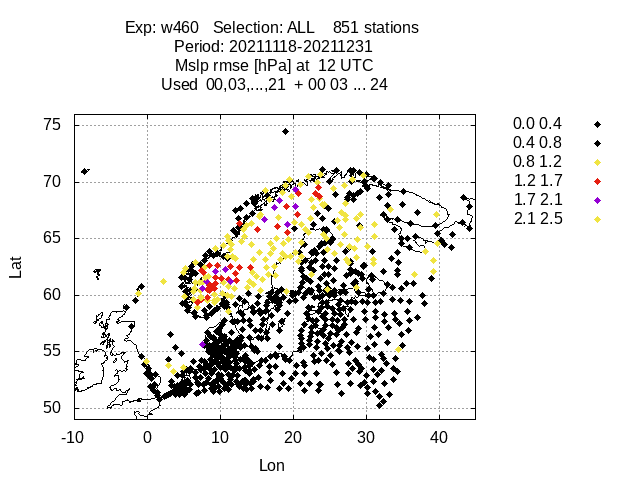 Exp: w460 Selection: ALL 851 stations
Period: 20211118-20211231
Mslp rmse [hPa] at 12 UTC
Used 00,03,...,21 + 00 03 ... 24
0.0 0.4
0.4 0.8
0.8 1.2
1.2 1.7
1.7 2.1
2.1 2.5
75
70
65
60
55
50
Lat
-10 0 10 20 30 40
Lon